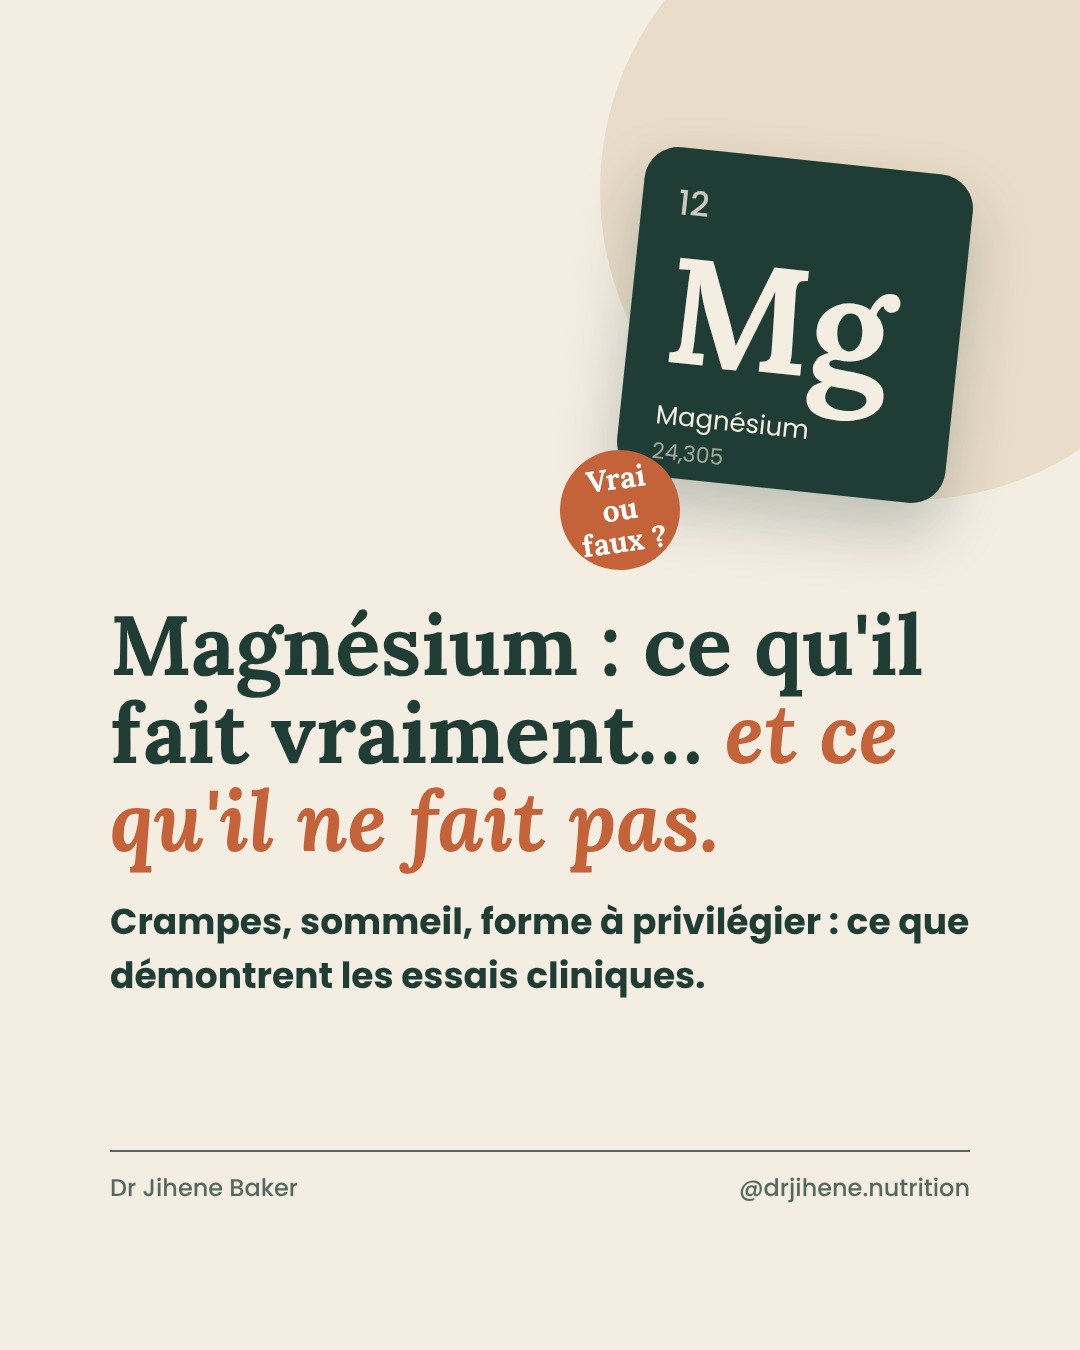 12
Mg
Magnésium
24,305
Vrai
ou
faux ?
Magnésium : ce qu'il
fait vraiment... et ce
qu'il ne fait pas.
Crampes, sommeil, forme à privilégier : ce que
démontrent les essais cliniques.
Dr Jihene Baker
@drjihene.nutrition